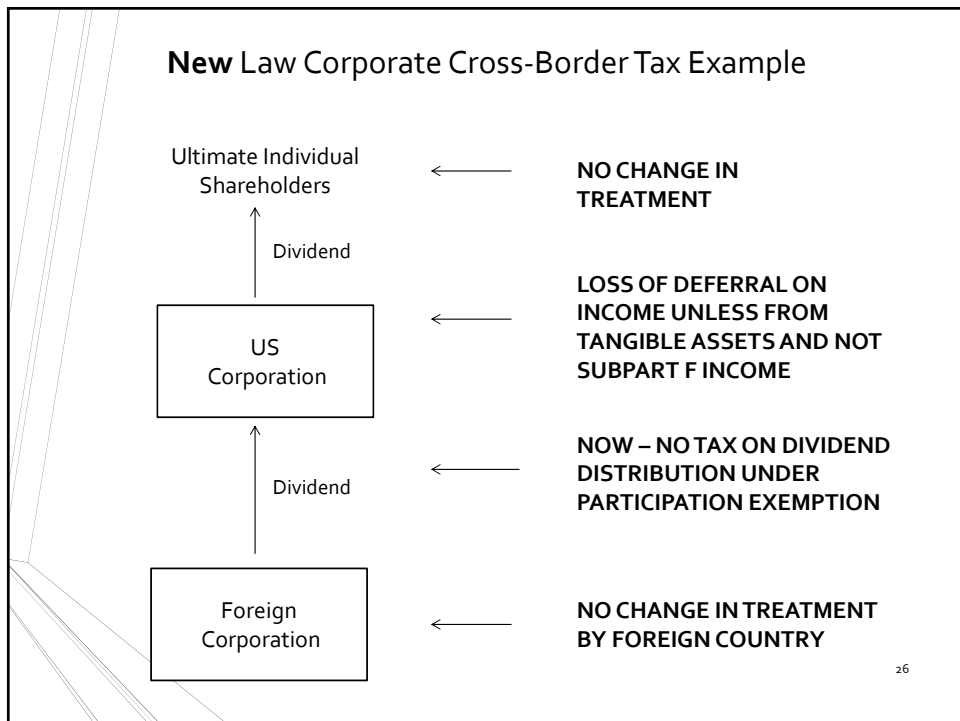 New Law Corporate Cross-Border Tax Example
Ultimate Individual
Shareholders
NO CHANGE IN
TREATMENT
Dividend
LOSS OF DEFERRAL ON
INCOME UNLESS FROM
TANGIBLE ASSETS AND NOT
SUBPART F INCOME
US
Corporation
NOW – NO TAX ON DIVIDEND
DISTRIBUTION UNDER
PARTICIPATION EXEMPTION
Dividend
Foreign
Corporation
NO CHANGE IN TREATMENT
BY FOREIGN COUNTRY
26